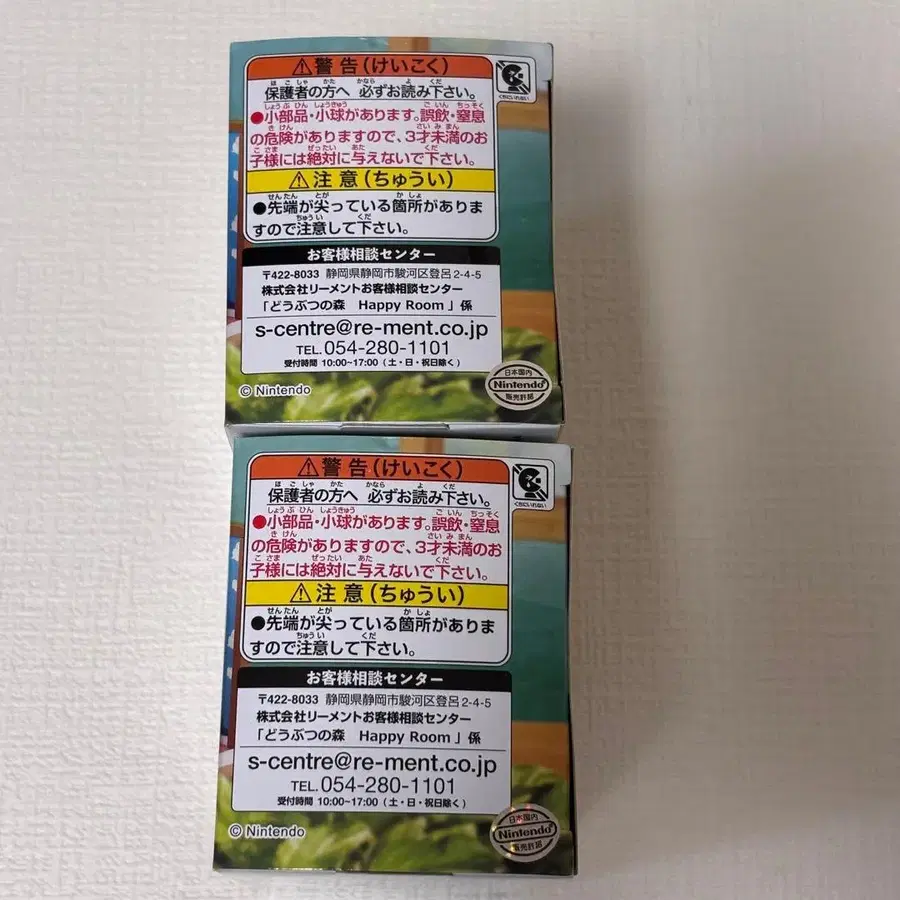 ⚠警告(けいこく)
保護者の方へ 必ずお読み下さい。
●小部品・小球があります。誤飲・窒息
の危険がありますので、3才未満のお
子様には絶対に与えないで下さい。
⚠注意(ちゅうい)
●先端が尖っている箇所がありま
すので注意して下さい。
くちにいれない
お客様相談センター
〒422-8033 静岡県静岡市駿河区登呂2-4-5
株式会社リーメントお客様相談センター
「どうぶつの森 Happy Room」係
s-centre@re-ment.co.jp
TEL.054-280-1101
受付時間 10:00~17:00(土・日・祝日除く)
© Nintendo
日本国内
Nintendo
販売許諾
⚠警告(けいこく)
保護者の方へ 必ずお読み下さい。
●小部品・小球があります。誤飲・窒息
の危険がありますので、3才未満のお
子様には絶対に与えないで下さい。
⚠注意(ちゅうい)
●先端が尖っている箇所がありま
すので注意して下さい。
くちにいれない
お客様相談センター
〒422-8033 静岡県静岡市駿河区登呂2-4-5
株式会社リーメントお客様相談センター
「どうぶつの森 Happy Room」係
s-centre@re-ment.co.jp
TEL.054-280-1101
受付時間 10:00~17:00(土・日・祝日除く)
© Nintendo
日本国内
Nintendo
販売許諾